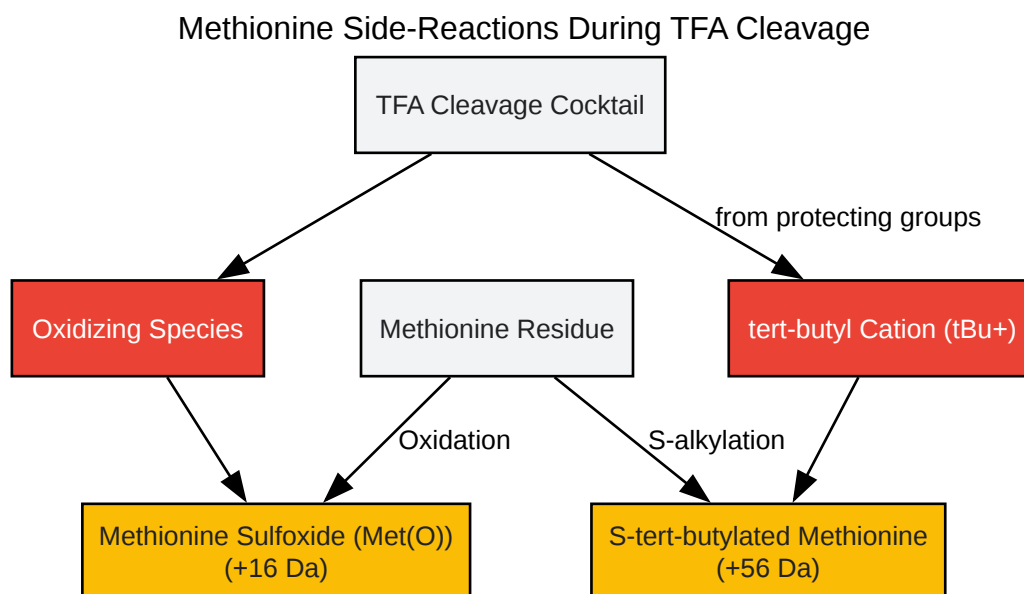 Methionine Side-Reactions During TFA Cleavage
TFA Cleavage Cocktail
from protecting groups
Oxidizing Species
Methionine Residue
tert-butyl Cation (tBu+)
Oxidation
S-alkylation
Methionine Sulfoxide (Met(O))
(+16 Da)
S-tert-butylated Methionine
(+56 Da)